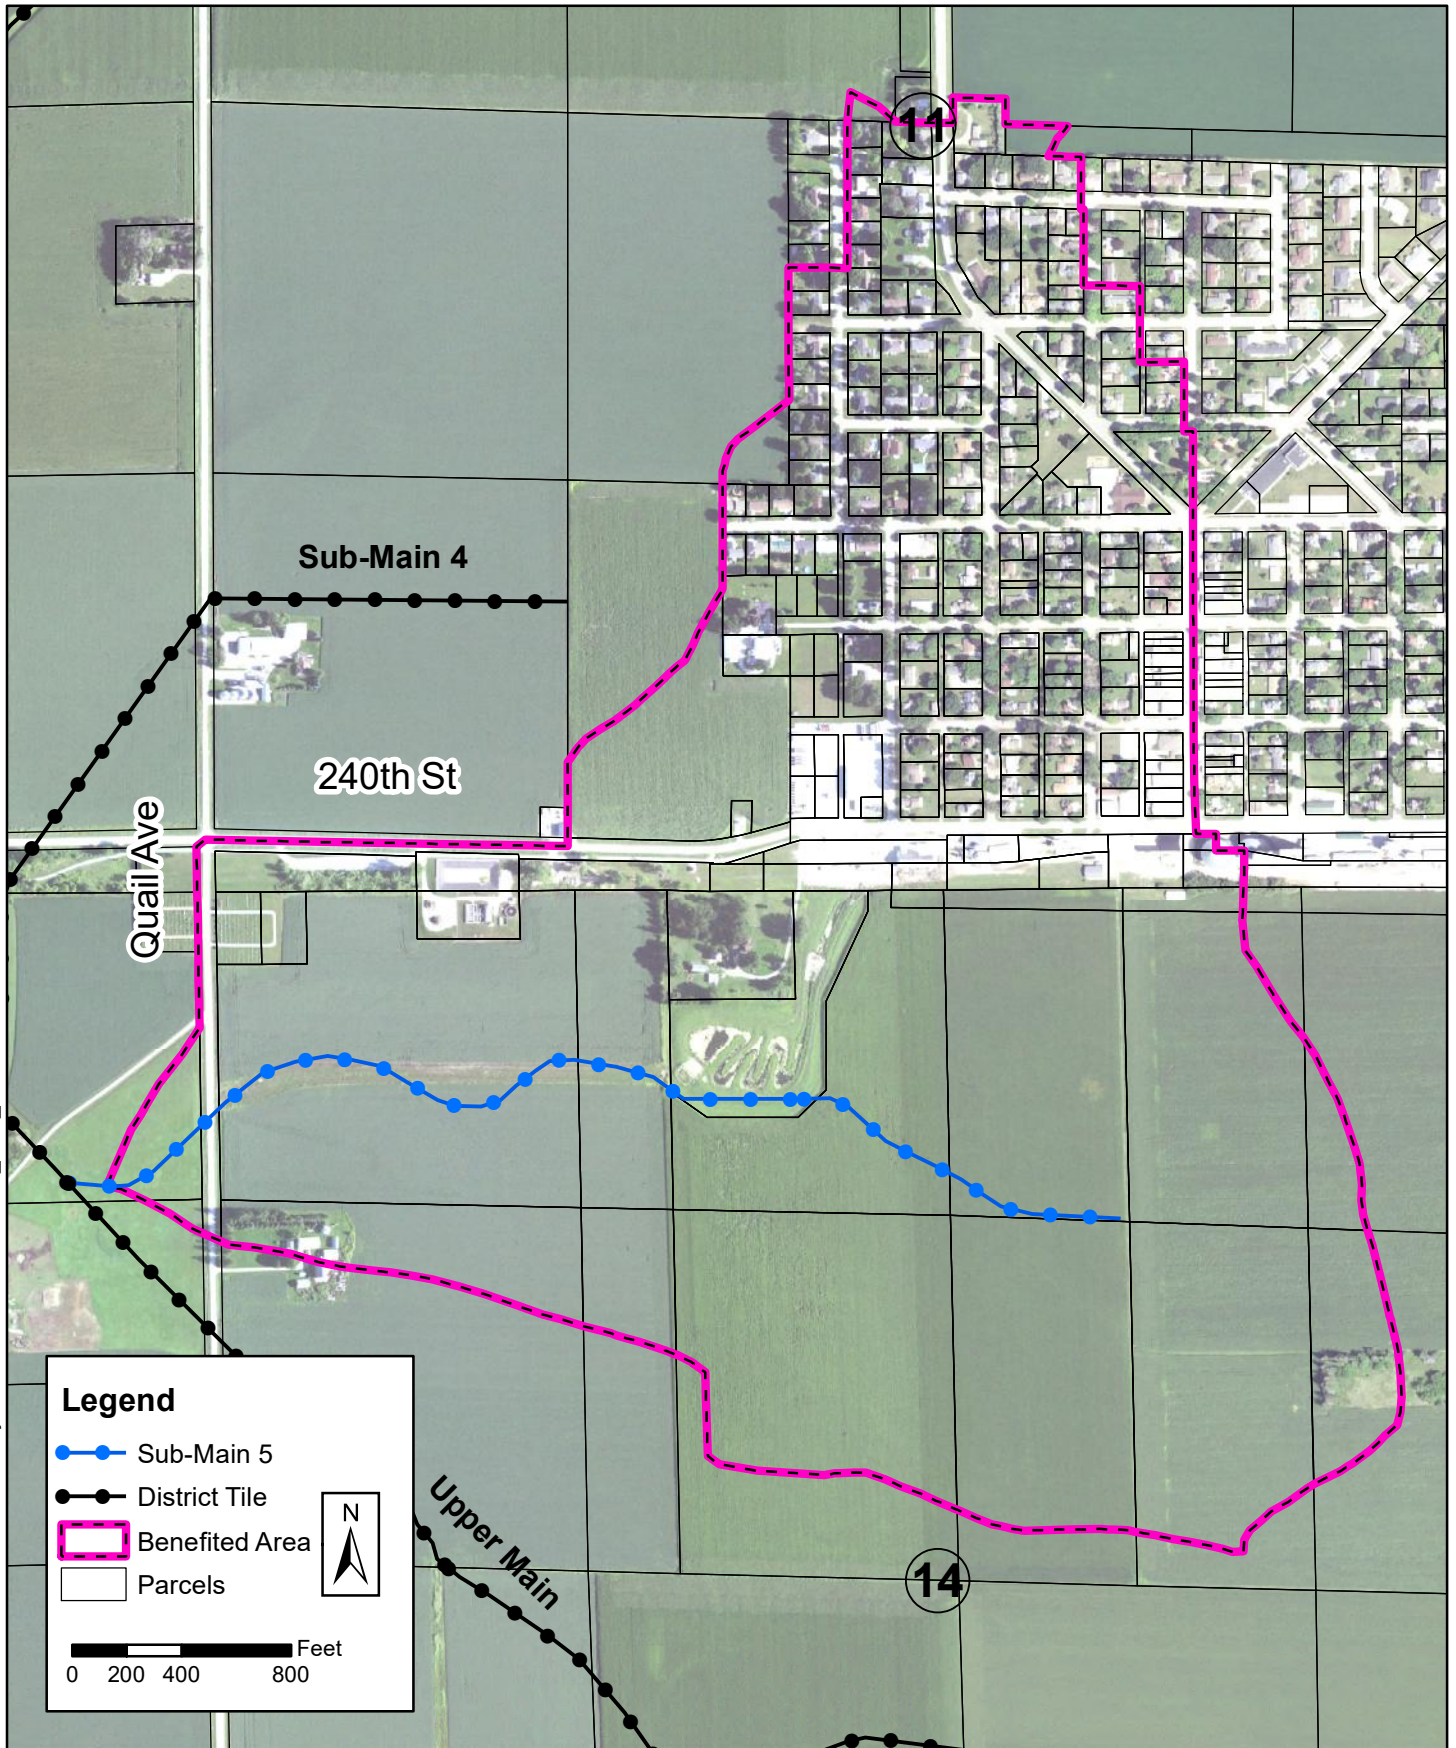 11
Sub-Main 4
240th St
Quail Ave
Legend
Sub-Main 5
District Tile
Benefited Area
Parcels
N
Feet
0 200 400 800
Upper Main
14